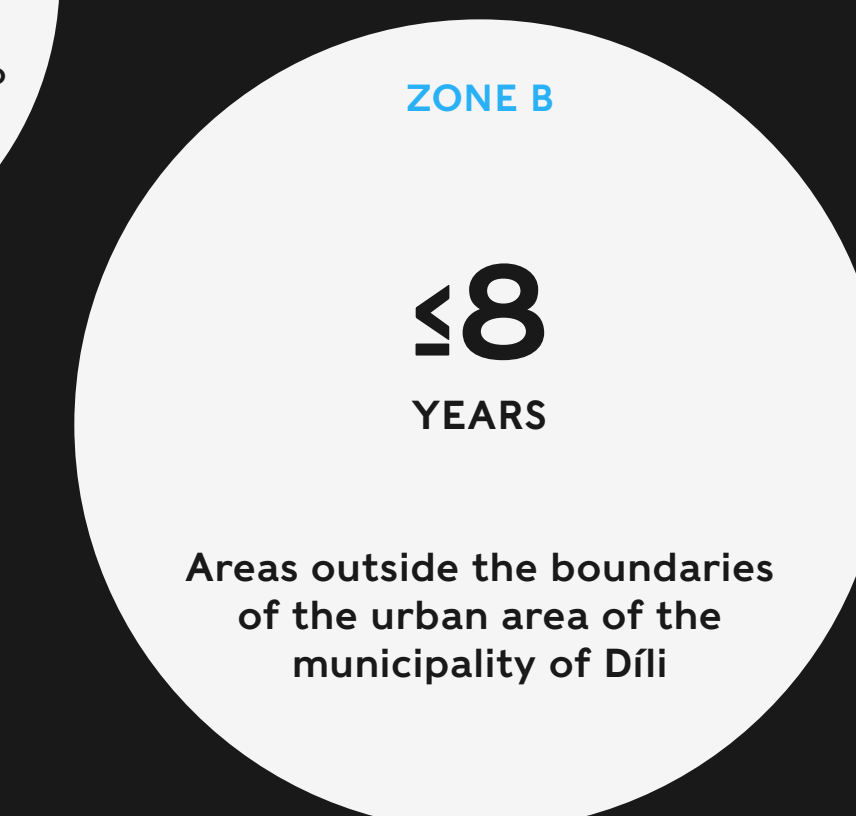 ZONE B
≤8
YEARS
Areas outside the boundaries
of the urban area of the
municipality of Díli